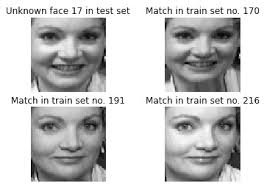 Unknown face 17 in test set
Match in train set no. 170
Match in train set no. 191
Match in train set no. 216